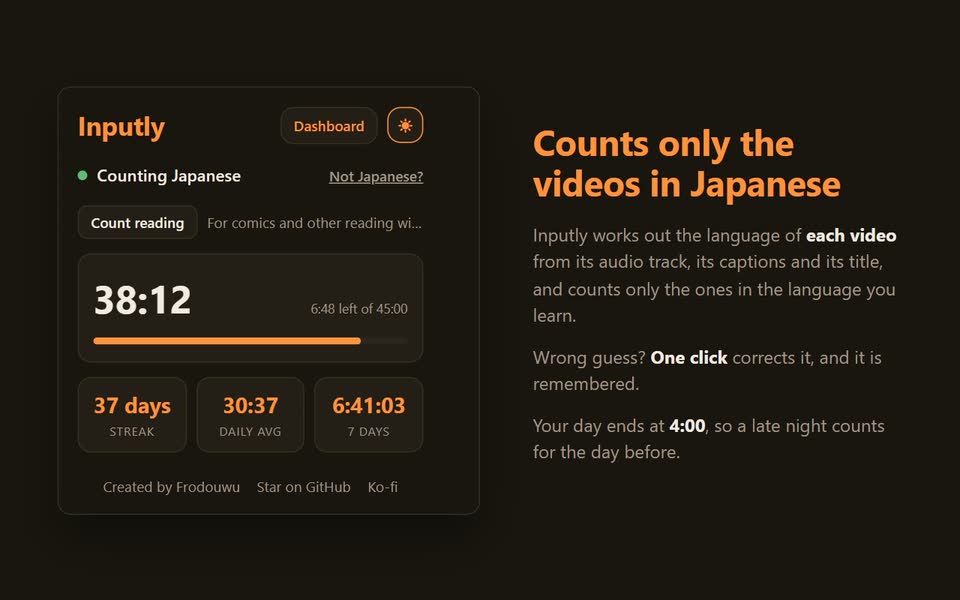 Inputly
Dashboard
Counting Japanese
Not Japanese?
Count reading
For comics and other reading wi...
38:12
6:48 left of 45:00
37 days
STREAK
30:37
DAILY AVG
6:41:03
7 DAYS
Created by Frodouwu
Star on GitHub
Ko-fi
Counts only the
videos in Japanese
Inputly works out the language of each video
from its audio track, its captions and its title,
and counts only the ones in the language you
learn.
Wrong guess? One click corrects it, and it is
remembered.
Your day ends at 4:00, so a late night counts
for the day before.